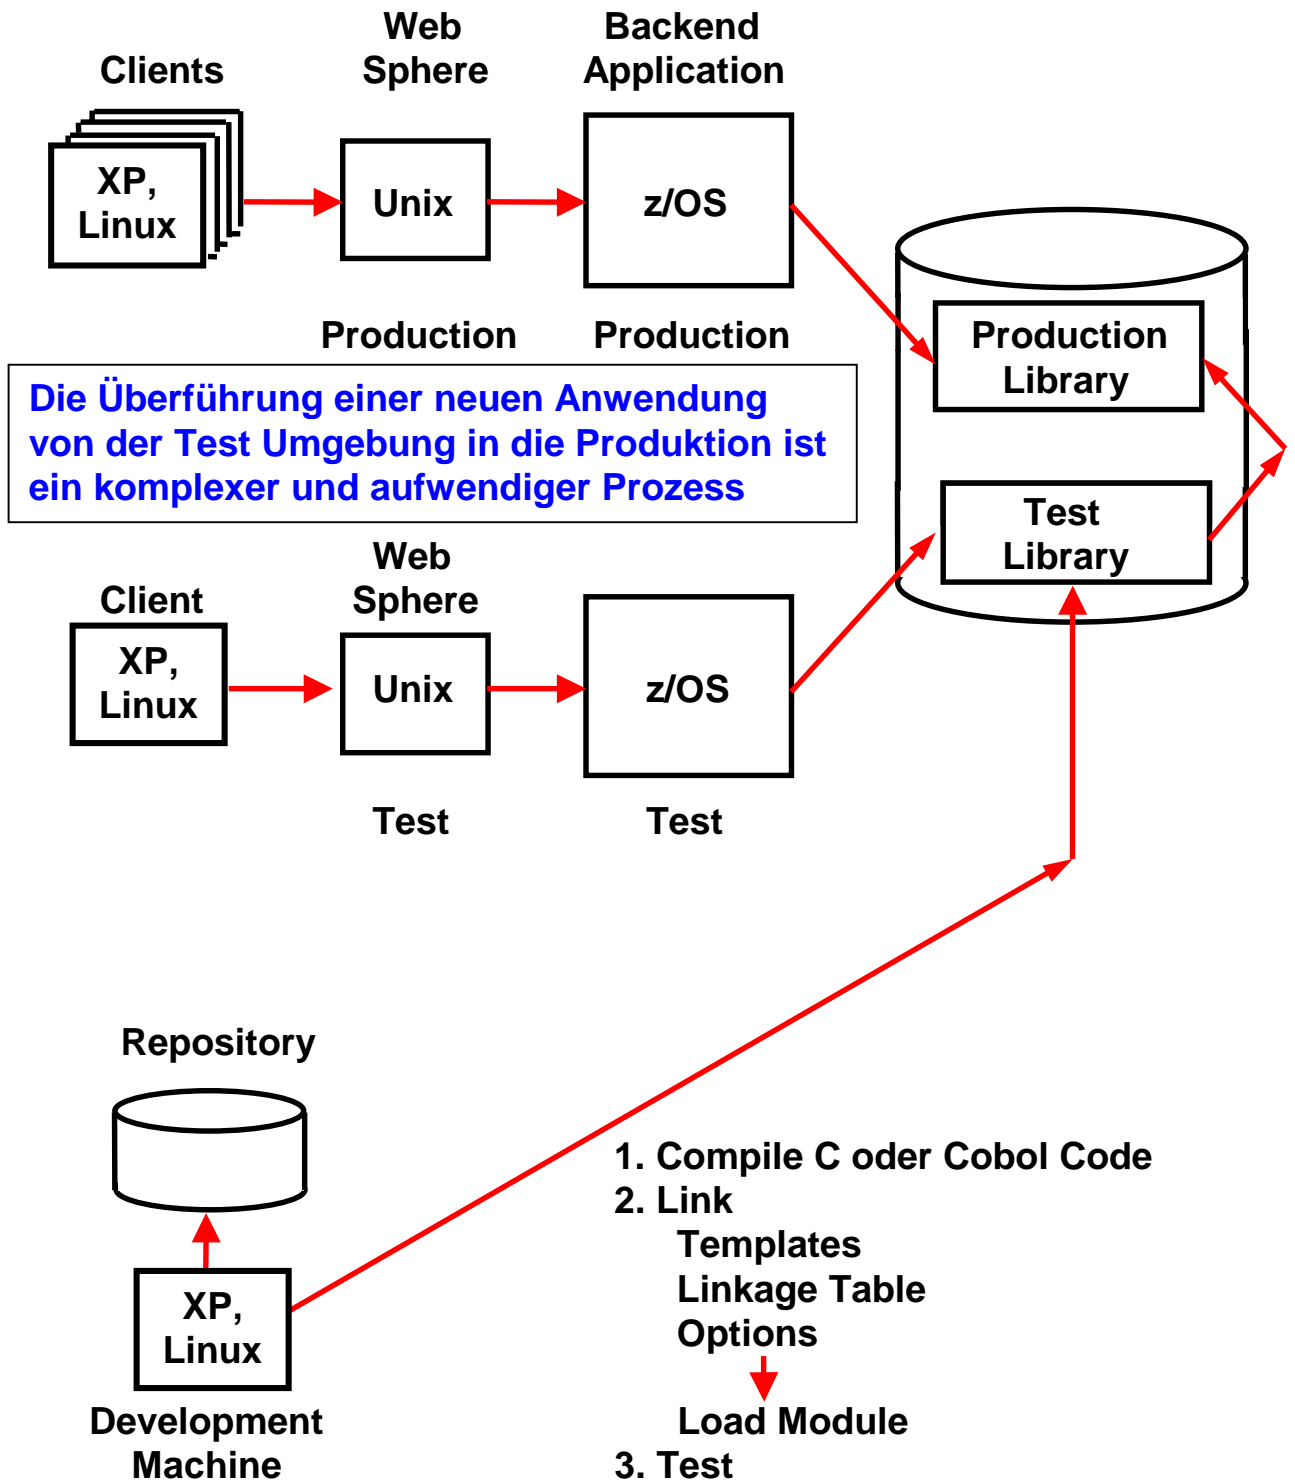 Clients
Web
Sphere
Backend
Application
XP,
Linux
Unix
z/OS
Production
Production
Production
Library
Die Überführung einer neuen Anwendung
von der Test Umgebung in die Produktion ist
ein komplexer und aufwendiger Prozess
Test
Library
Client
Web
Sphere
XP,
Linux
Unix
z/OS
Test
Test
Repository
XP,
Linux
Development
Machine
1. Compile C oder Cobol Code
2. Link
Templates
Linkage Table
Options
Load Module
3. Test